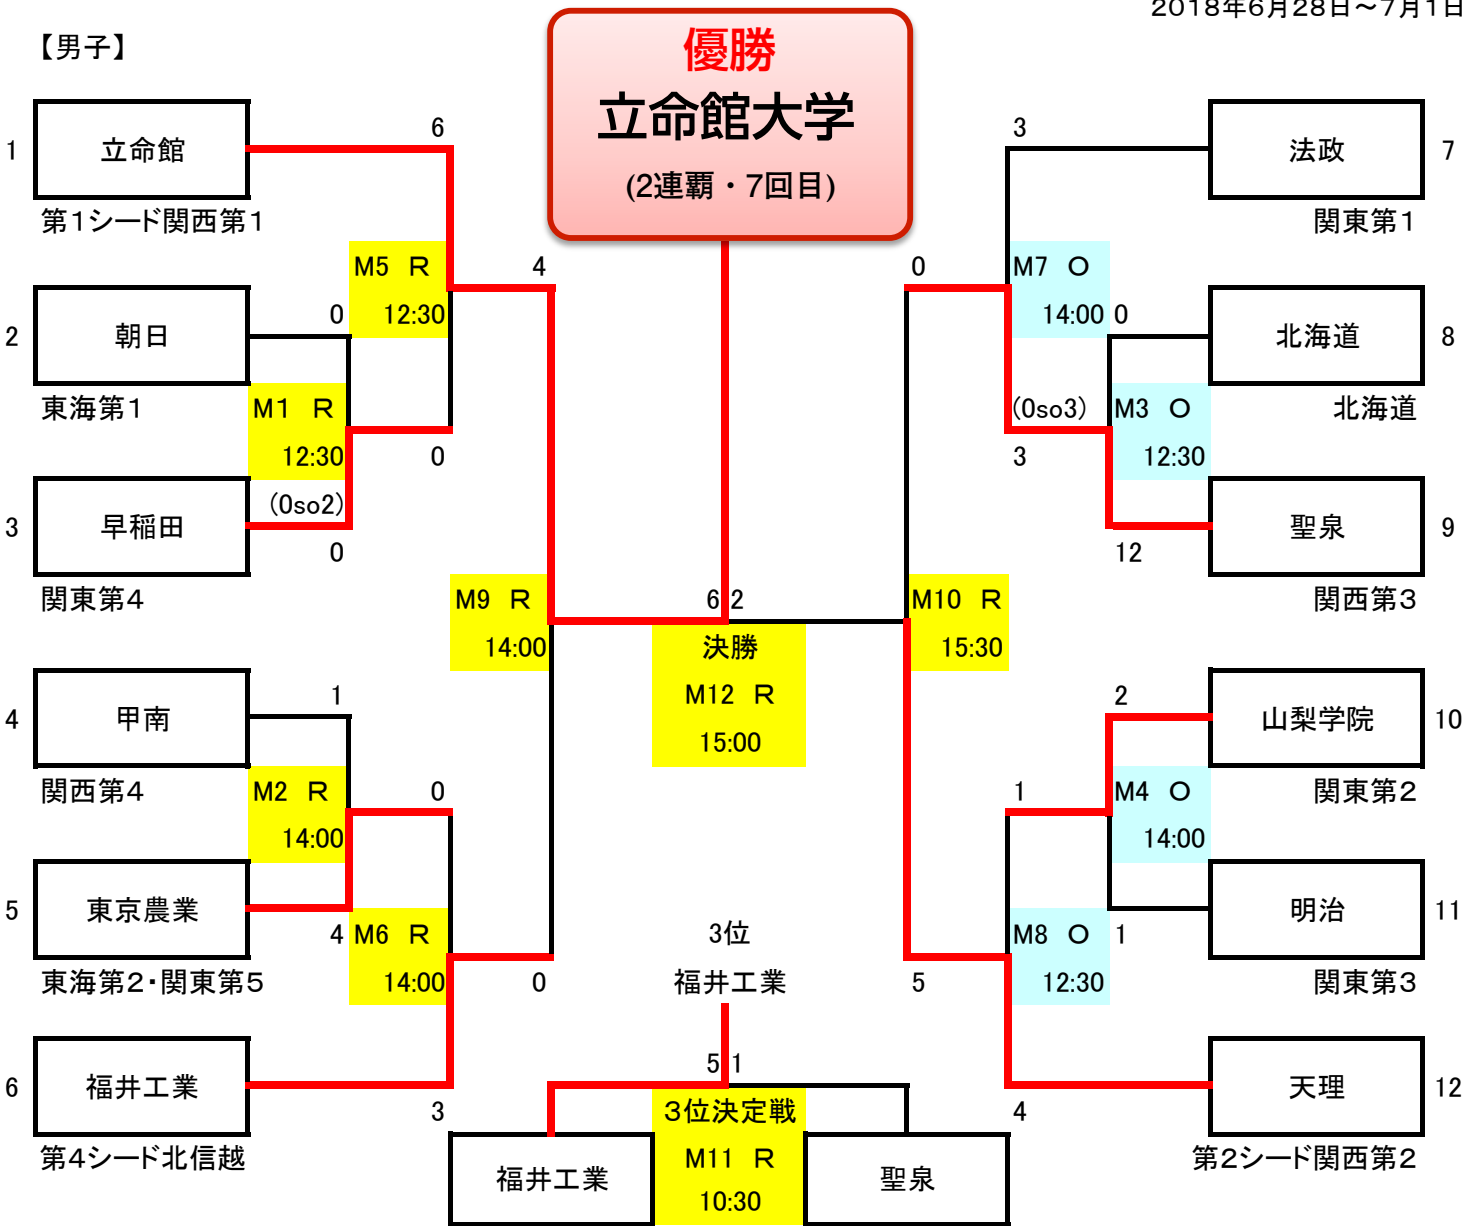 2018年6月28日～7月1日
【男子】
優勝
立命館大学
(2連覇・7回目)
1
立命館
6
第1シード関西第1
3
法政
7
関東第1
M5 R
12:30
4
0
M7 O
14:00
2
朝日
0
東海第1
0
北海道
8
北海道
M1 R
12:30
(0so2)
0
(0so3)
3
M3 O
12:30
3
早稲田
0
関東第4
12
聖泉
9
関西第3
M9 R
14:00
6 2
決勝
M12 R
15:00
M10 R
15:30
4
甲南
1
関西第4
2
山梨学院
10
関東第2
M2 R
14:00
0
1
M4 O
14:00
5
東京農業
4
東海第2・関東第5
1
明治
11
関東第3
M6 R
14:00
0
3位
福井工業
5
M8 O
12:30
6
福井工業
3
第4シード北信越
4
天理
12
第2シード関西第2
5 1
3位決定戦
M11 R
10:30
福井工業
聖泉